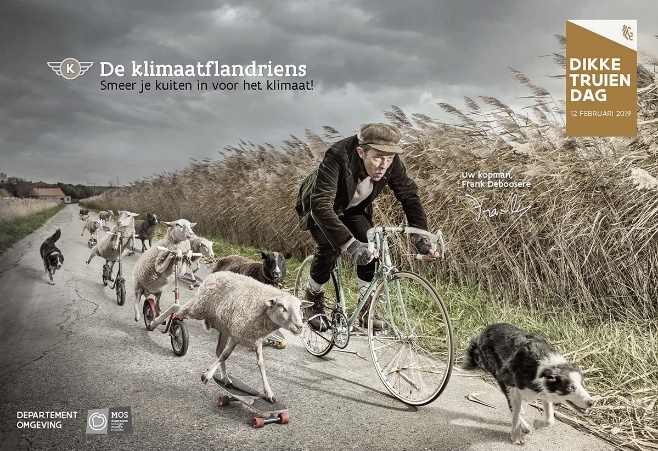 K
De klimaatflandriens
Smeer je kuiten in voor het klimaat!
DIKKE
TRUIEN
DAG
12 FEBRUARI 2019
Uw kopman,
Frank Deboosere
Frank
DEPARTEMENT
OMGEVING
MOS